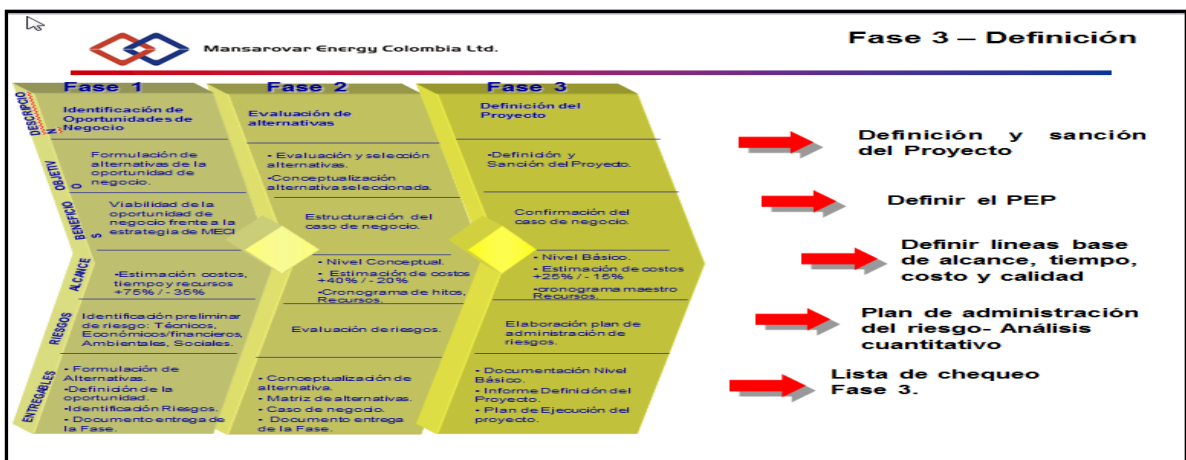 Mansarovar Energy Colombia Ltd.
Fase 3 – Definición
Fase 1
Fase 2
Fase 3
DESCRIPCIO
N
Identificación de
Oportunidades de
Negocio
Evaluación de
alternativas
Definición del
Proyecto
OBJETIV
O
Formulación de
alternativas de la
oportunidad de
negocio.
• Evaluación y selección
alternativas.
•Conceptualización
alternativa seleccionada.
•Definición y
Sanción del Proyecto.
BENEFICIO
S
Viabilidad de la
oportunidad de
negocio frente a la
estrategia de MECI
Estructuración del
caso de negocio.
Confirmación del
caso de negocio.
ALCANCE
•Estimación costos,
tiempo y recursos
+75% / - 35%
• Nivel Conceptual.
• Estimación de costos
+40% / - 20%
•Cronograma de hitos,
Recursos.
• Nivel Básico.
• Estimación de costos
+25% / - 15%
•cronograma maestro
Recursos.
RIESGOS
Identificación preliminar
de riesgo: Técnicos,
Económicos/financieros,
Ambientales, Sociales.
Evaluación de riesgos.
Elaboración plan de
administración de
riesgos.
ENTREGABLES
• Formulación de
Alternativas.
•Definición de la
oportunidad.
•Identificación Riesgos.
• Documento entrega de
la Fase.
• Conceptualización de
alternativa.
• Matriz de alternativas.
• Caso de negocio.
• Documento entrega
de la Fase.
• Documentación Nivel
Básico.
• Informe Definición del
Proyecto.
• Plan de Ejecución del
proyecto.
Definición y sanción
del Proyecto
Definir el PEP
Definir lineas base
de alcance, tiempo,
costo y calidad
Plan de administración
del riesgo- Análisis
cuantitativo
Lista de chequeo
Fase 3.